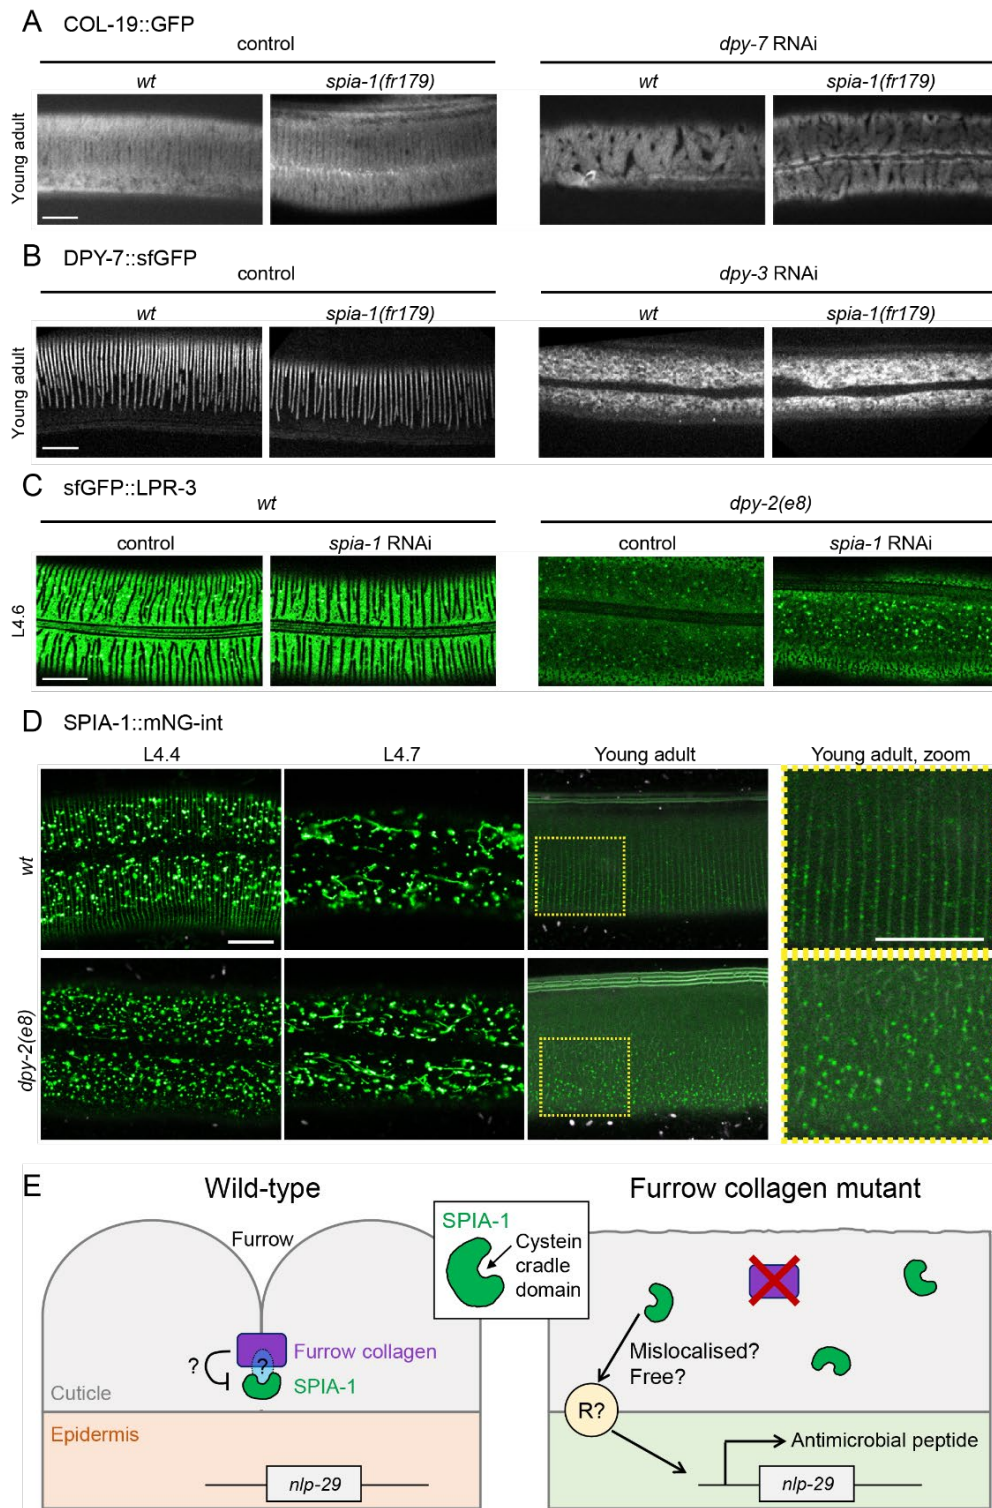 A COL-19::GFP
control
dpy-7 RNAi
wt
spia-1(fr179)
wt
spia-1(fr179)
Young adult
B DPY-7::sfGFP
control
dpy-3 RNAi
wt
spia-1(fr179)
wt
spia-1(fr179)
Young adult
C sfGFP::LPR-3
wt
dpy-2(e8)
control
spia-1 RNAi
control
spia-1 RNAi
L4.6
D SPIA-1::mNG-int
L4.4
L4.7
Young adult
Young adult, zoom
wt
dpy-2(e8)
E
Wild-type
Furrow collagen mutant
SPIA-1
Cystein
cradle
domain
Furrow
?
?
Furrow collagen
SPIA-1
Cuticle
Epidermis
nlp-29
Mislocalised?
Free?
R?
Antimicrobial peptide
nlp-29